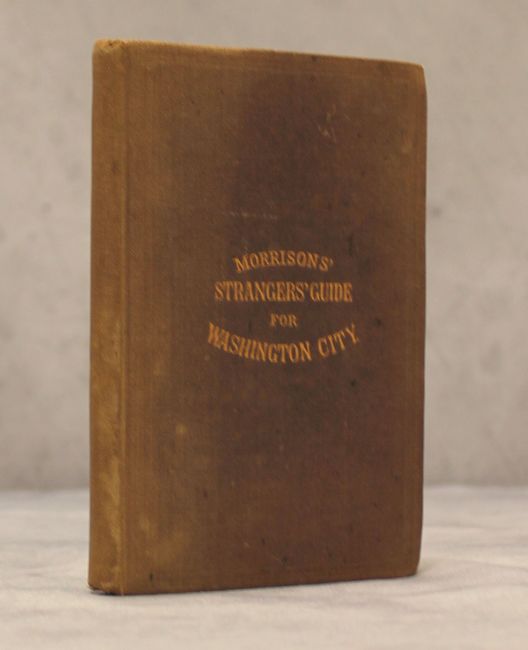 MORRISONS'
STRANGERS' GUIDE
FOR
WASHINGTON CITY.